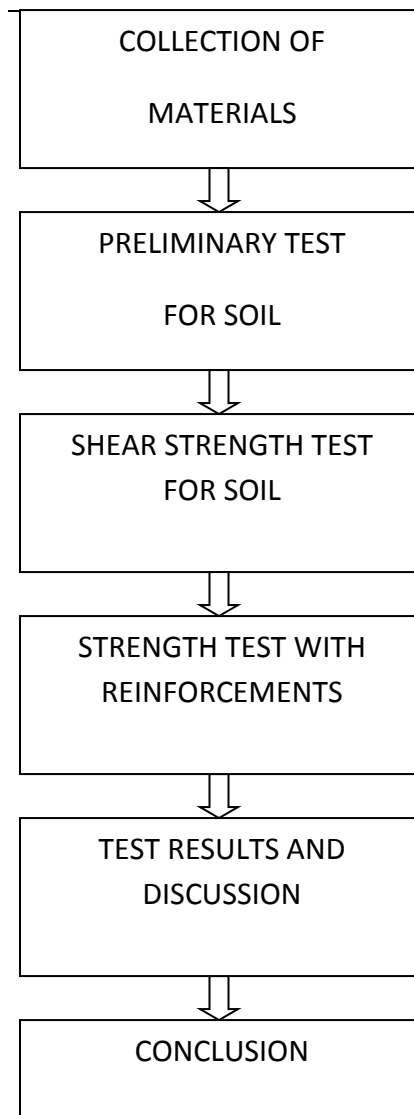 COLLECTION OF
MATERIALS
PRELIMINARY TEST
FOR SOIL
SHEAR STRENGTH TEST
FOR SOIL
STRENGTH TEST WITH
REINFORCEMENTS
TEST RESULTS AND
DISCUSSION
CONCLUSION